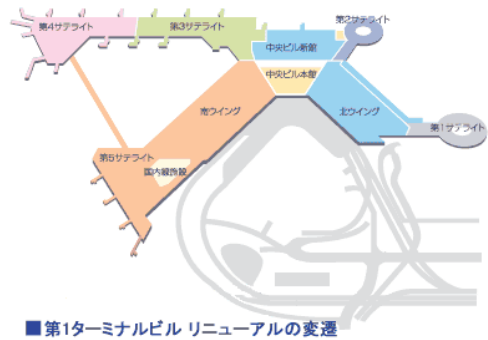 第2サテライト
第4サテライト
第3サテライト
中央ビル新館
中央ビル本館
南ウイング
北ウイング
第1サテライト
第5サテライト
国内線施設
■第1ターミナルビル リニューアルの変遷